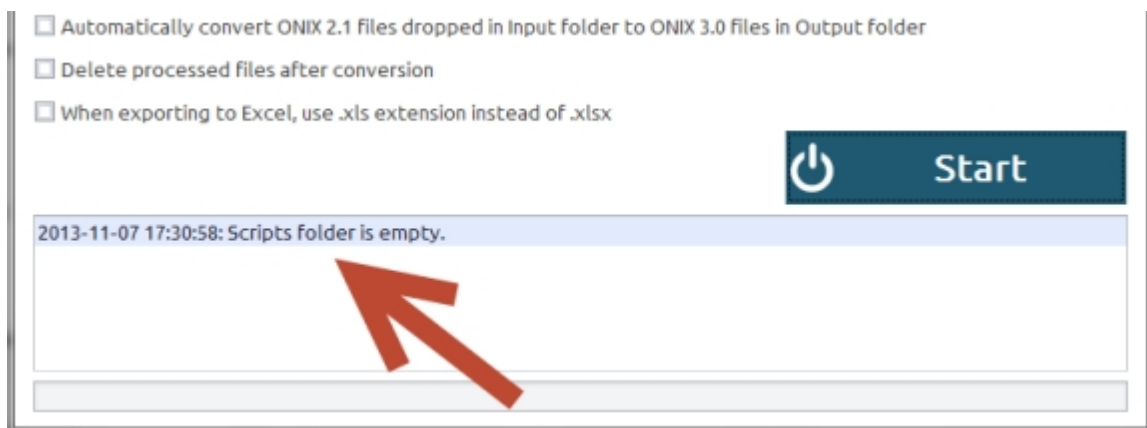 Automatically convert ONIX 2.1 files dropped in Input folder to ONIX 3.0 files in Output folder
Delete processed files after conversion
When exporting to Excel, use .xls extension instead of .xlsx
Start
2013-11-07 17:30:58: Scripts folder is empty.